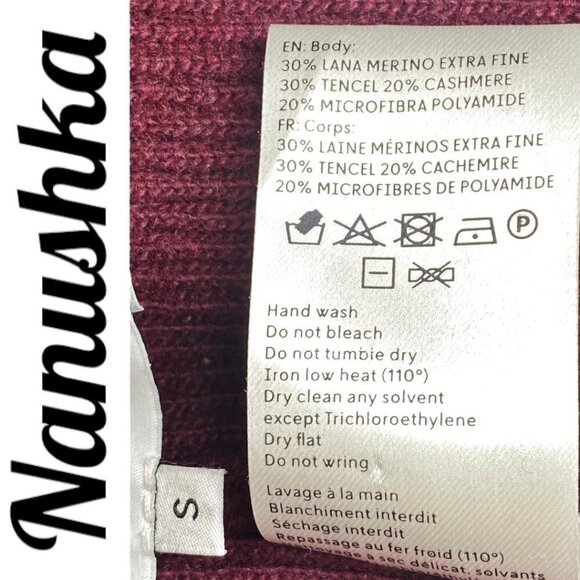 Nanushka
EN: Body:
30% LANA MERINO EXTRA FINE
30% TENCEL 20% CASHMERE
20% MICROFIBRA POLYAMIDE
FR: Corps:
30% LAINE MÉRINOS EXTRA FINE
30% TENCEL 20% CACHEMIRE
20% MICROFIBRES DE POLYAMIDE
P
Hand wash
Do not bleach
Do not tumble dry
Iron low heat (110°)
Dry clean any solvent
except Trichloroethylene
Dry flat
Do not wring
Lavage à la main
Blanchiment interdit
Séchage interdit
Repassage au fer froid (110°)
à sec délicat, solvants
S